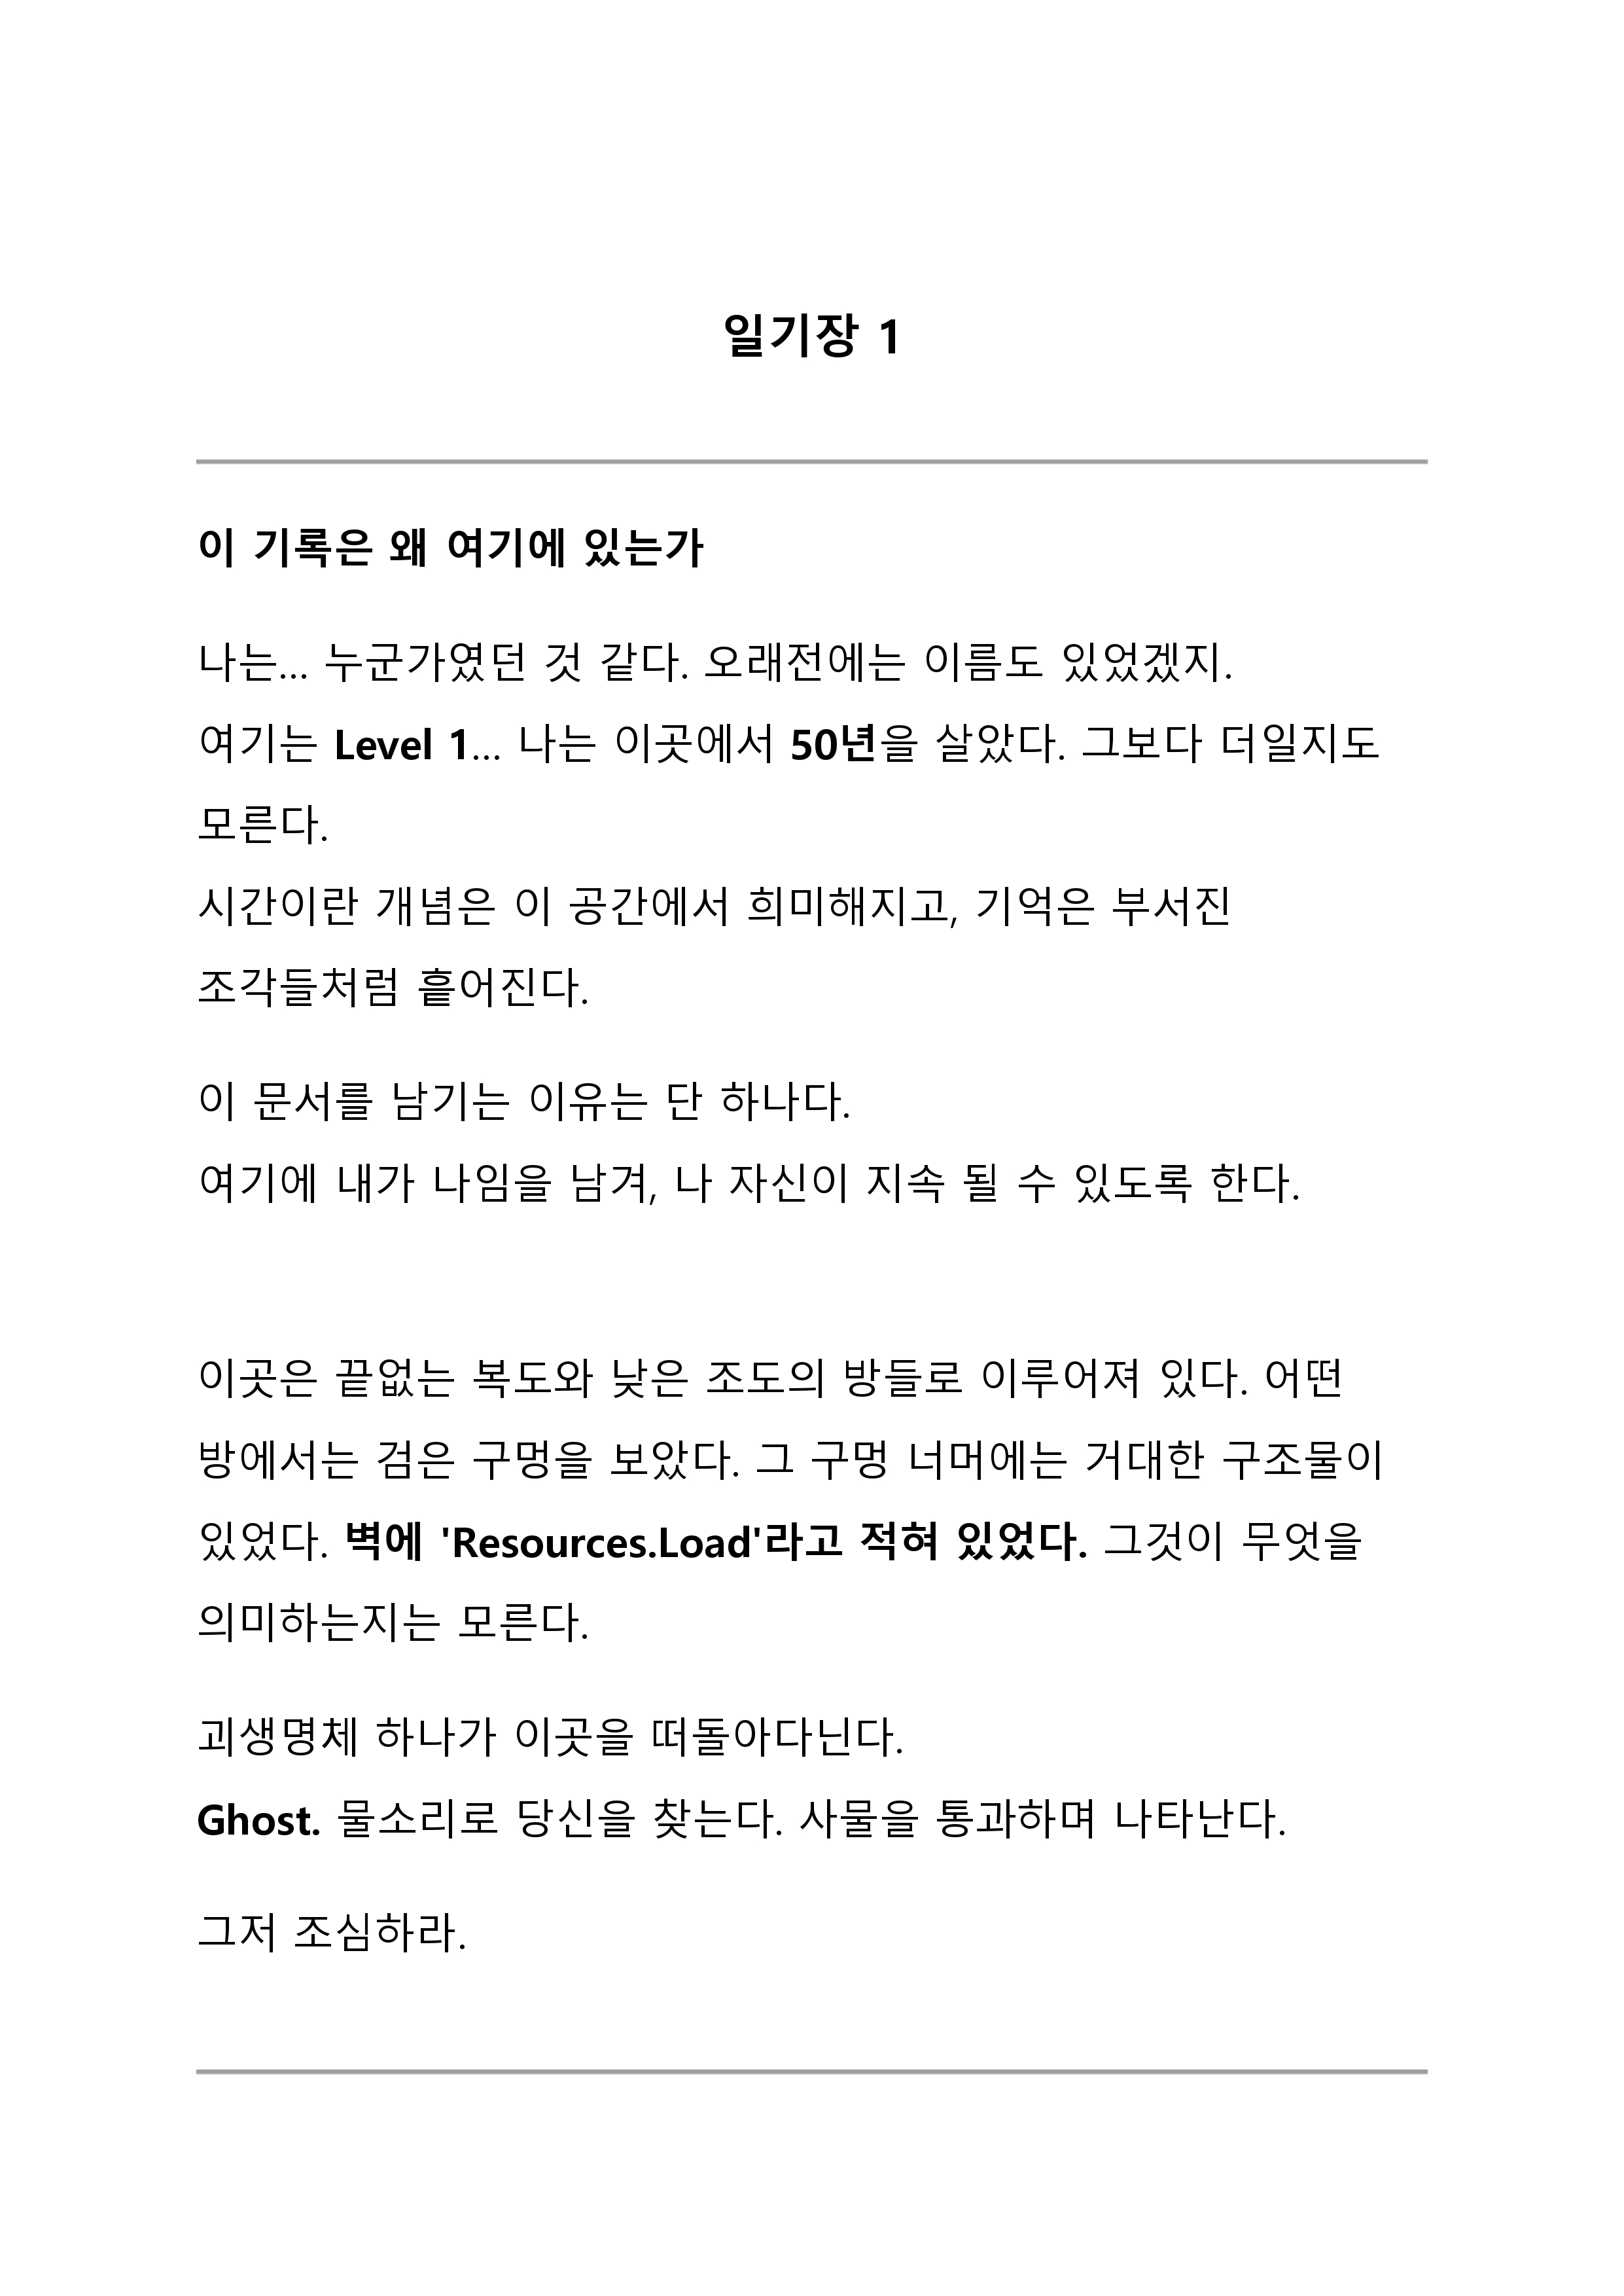 일기장 1
이 기록은 왜 여기에 있는가
나는... 누군가였던 것 같다. 오래전에는 이름도 있었겠지.
여기는 Level 1... 나는 이곳에서 50년을 살았다. 그보다 더일지도
모른다.
시간이란 개념은 이 공간에서 희미해지고, 기억은 부서진
조각들처럼 흩어진다.
이 문서를 남기는 이유는 단 하나다.
여기에 내가 나임을 남겨, 나 자신이 지속 될 수 있도록 한다.
이곳은 끝없는 복도와 낮은 조도의 방들로 이루어져 있다. 어떤
방에서는 검은 구멍을 보았다. 그 구멍 너머에는 거대한 구조물이
있었다. 벽에 'Resources.Load'라고 적혀 있었다. 그것이 무엇을
의미하는지는 모른다.
괴생명체 하나가 이곳을 떠돌아다닌다.
Ghost. 물소리로 당신을 찾는다. 사물을 통과하며 나타난다.
그저 조심하라.